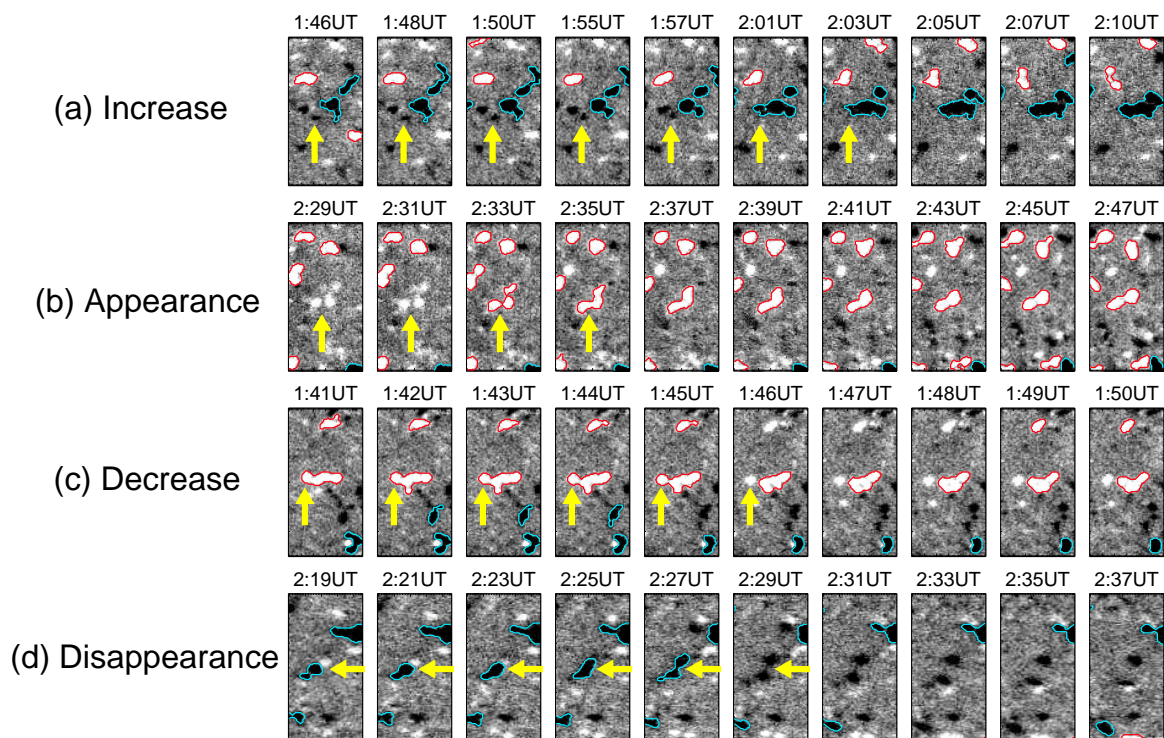 1:46UT 1:48UT 1:50UT 1:55UT 1:57UT 2:01UT 2:03UT 2:05UT 2:07UT 2:10UT
(a) Increase
2:29UT 2:31UT 2:33UT 2:35UT 2:37UT 2:39UT 2:41UT 2:43UT 2:45UT 2:47UT
(b) Appearance
1:41UT 1:42UT 1:43UT 1:44UT 1:45UT 1:46UT 1:47UT 1:48UT 1:49UT 1:50UT
(c) Decrease
2:19UT 2:21UT 2:23UT 2:25UT 2:27UT 2:29UT 2:31UT 2:33UT 2:35UT 2:37UT
(d) Disappearance